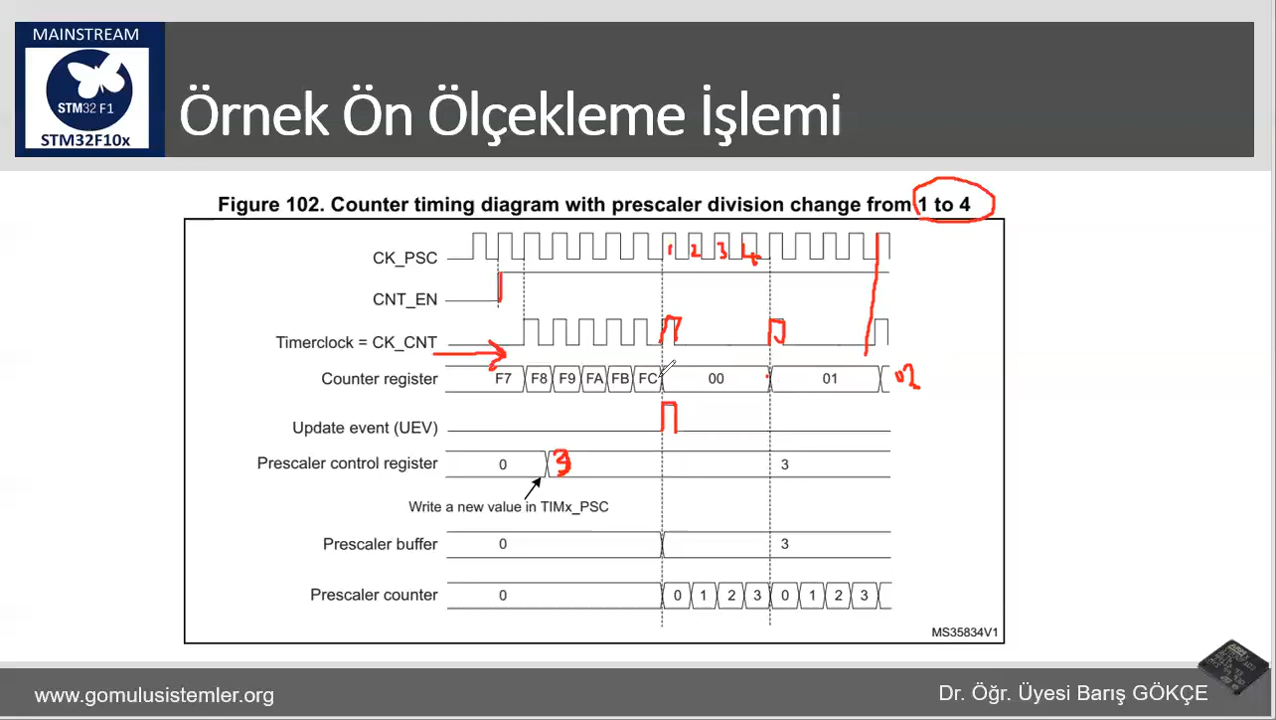 MAINSTREAM
STM32 F1
STM32F10x
Örnek Ön Ölçekleme İşlemi
Figure 102. Counter timing diagram with prescaler division change from 1 to 4
CK_PSC
1 2 3 4
CNT_EN
Timerclock = CK_CNT
Counter register F7 F8 F9 FA FB FC 00 01 02
Update event (UEV)
Prescaler control register 0 3 3
Write a new value in TIMx_PSC
Prescaler buffer 0 3
Prescaler counter 0 0 1 2 3 0 1 2 3
MS35834V1
www.gomulusistemler.org
Dr. Öğr. Üyesi Barış GÖKÇE